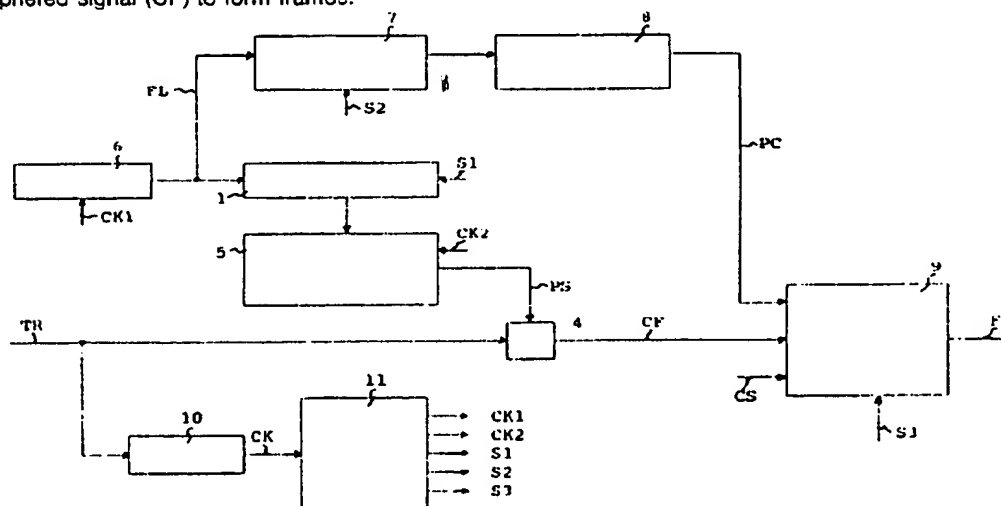 phered signal (CF) to form frames.
7
8
FL
S2
PC
6
S1
1
CK1
CK2
5
PS
9
TR
4
CF
F
CS
11
10
CK
CK1
CK2
S1
S2
S3
S3